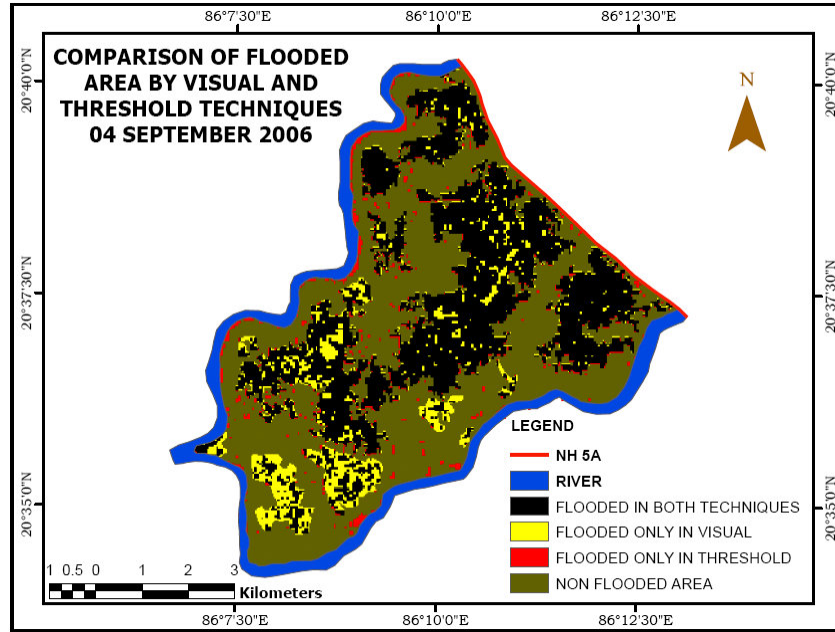 86°7'30"E 86°10'0"E 86°12'30"E
COMPARISON OF FLOODED
AREA BY VISUAL AND
THRESHOLD TECHNIQUES
04 SEPTEMBER 2006
20°40'0"N
20°40'0"N
N
20°37'30"N
20°37'30"N
20°35'0"N
20°35'0"N
LEGEND
NH 5A
RIVER
FLOODED IN BOTH TECHNIQUES
FLOODED ONLY IN VISUAL
FLOODED ONLY IN THRESHOLD
NON FLOODED AREA
1 0.5 0 1 2 3
Kilometers
86°7'30"E 86°10'0"E 86°12'30"E